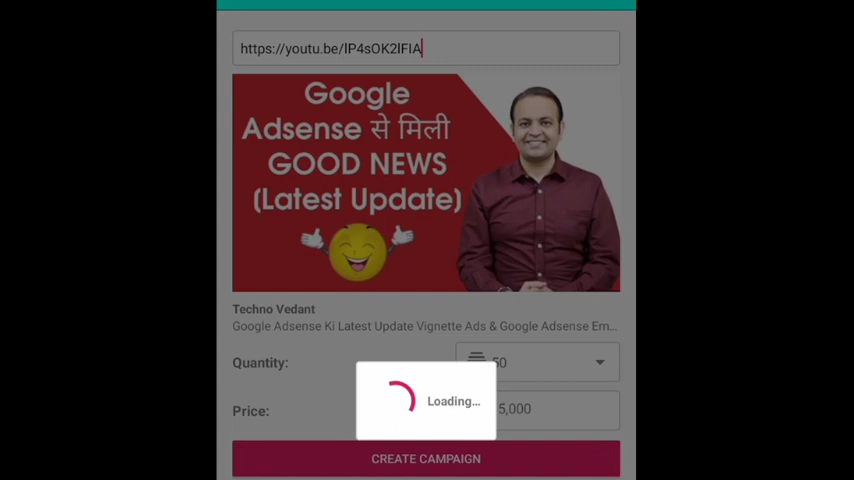 https://youtu.be/lP4sOK2lFIA
Google
Adsense से मिली
GOOD NEWS
(Latest Update)
Techno Vedant
Google Adsense Ki Latest Update Vignette Ads & Google Adsense Em...
Quantity:
50
Loading...
Price:
5,000
CREATE CAMPAIGN